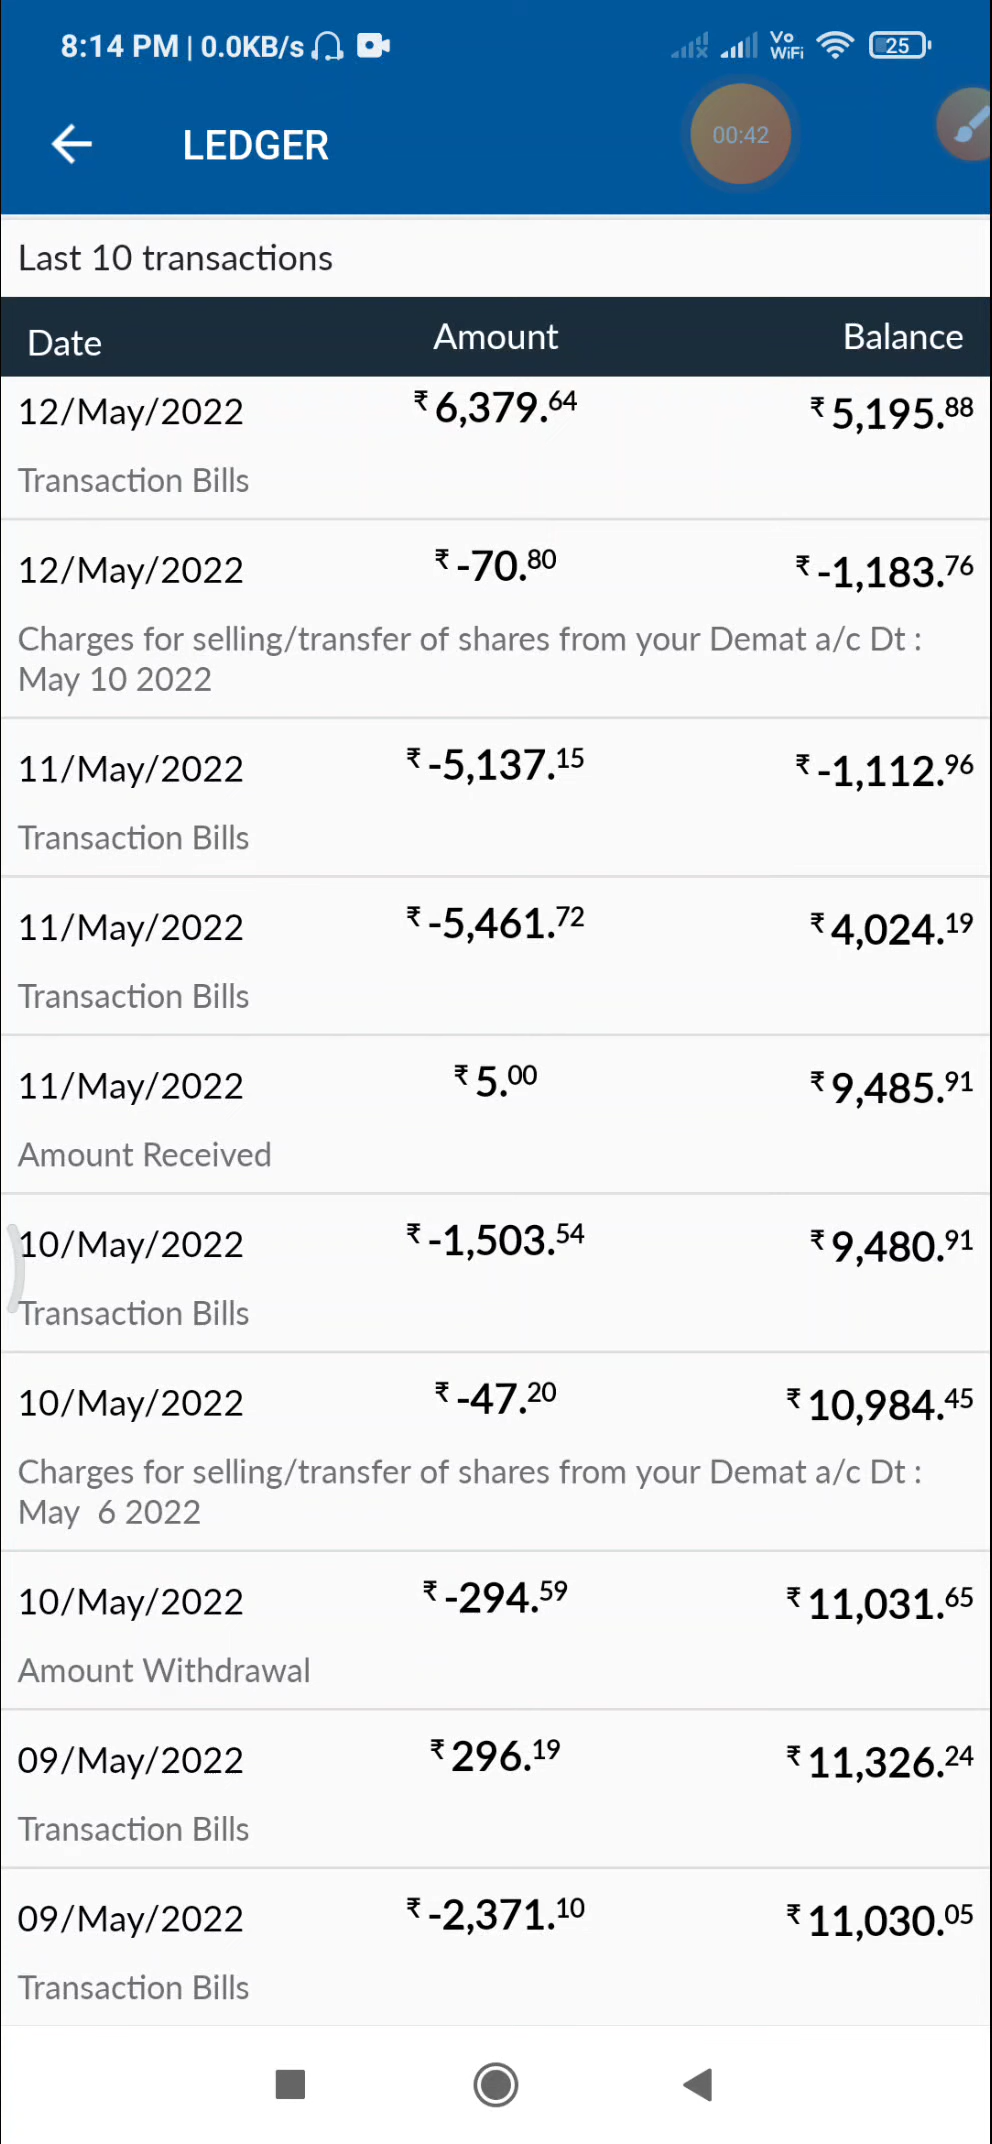 8:14 PM | 0.0KB/s Vo WiFi 25
LEDGER 00:42
Last 10 transactions
Date Amount Balance
12/May/2022 ₹6,379.64 ₹5,195.88
Transaction Bills
12/May/2022 ₹-70.80 ₹-1,183.76
Charges for selling/transfer of shares from your Demat a/c Dt :
May 10 2022
11/May/2022 ₹-5,137.15 ₹-1,112.96
Transaction Bills
11/May/2022 ₹-5,461.72 ₹4,024.19
Transaction Bills
11/May/2022 ₹5.00 ₹9,485.91
Amount Received
10/May/2022 ₹-1,503.54 ₹9,480.91
Transaction Bills
10/May/2022 ₹-47.20 ₹10,984.45
Charges for selling/transfer of shares from your Demat a/c Dt :
May  6 2022
10/May/2022 ₹-294.59 ₹11,031.65
Amount Withdrawal
09/May/2022 ₹296.19 ₹11,326.24
Transaction Bills
09/May/2022 ₹-2,371.10 ₹11,030.05
Transaction Bills